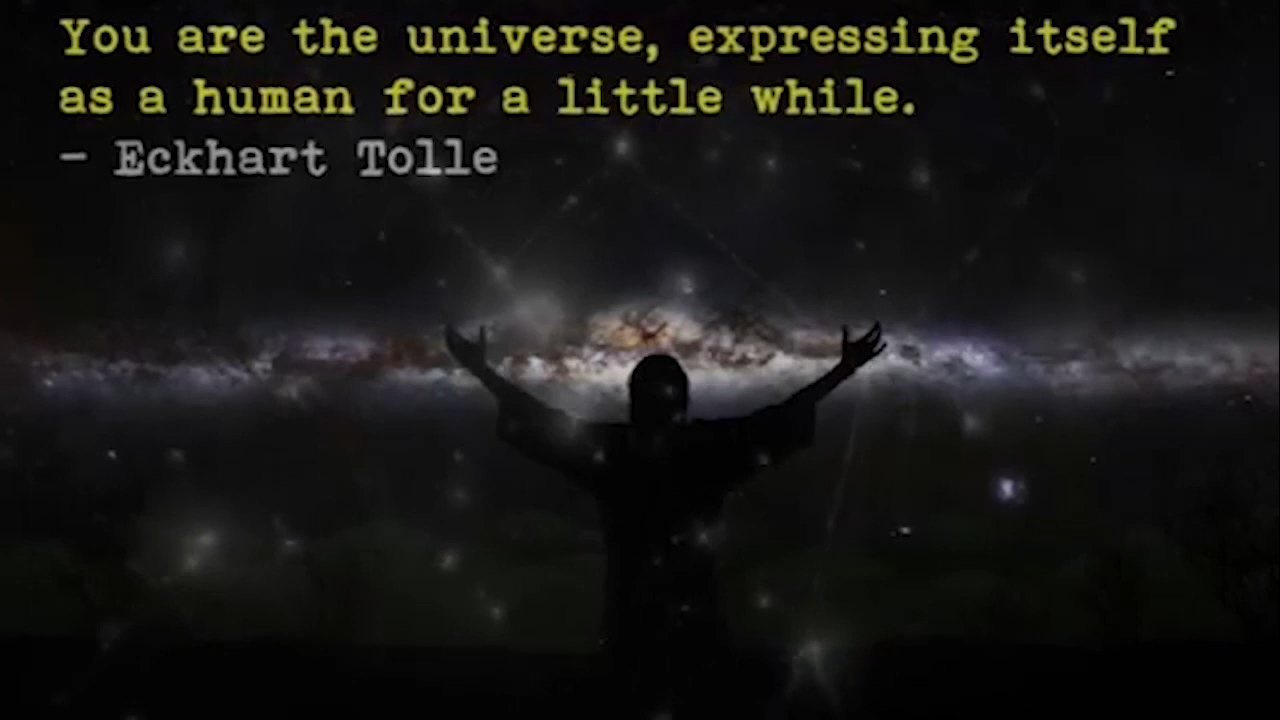 You are the universe, expressing itself
as a human for a little while.
- Eckhart Tolle